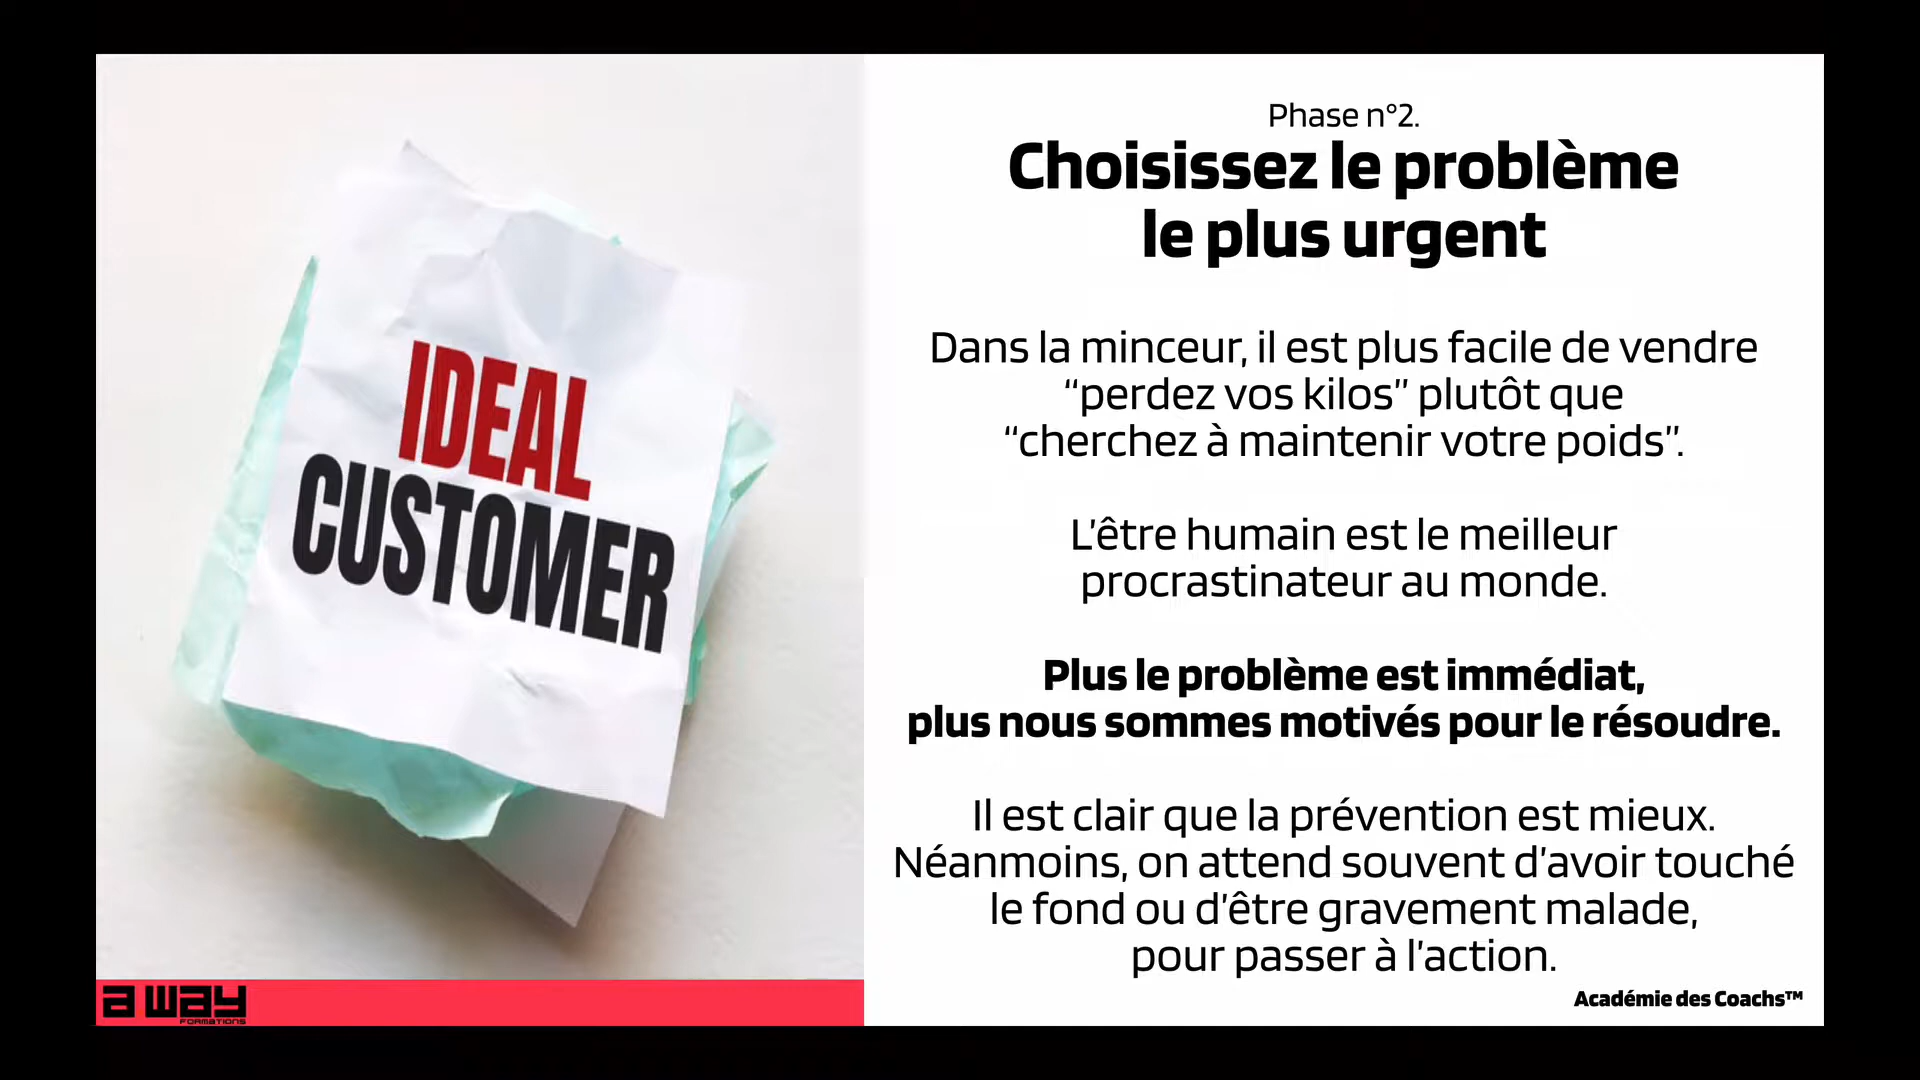 IDEAL
CUSTOMER
a way
FORMATIONS
Phase n°2.
Choisissez le problème
le plus urgent
Dans la minceur, il est plus facile de vendre
“perdez vos kilos” plutôt que
“cherchez à maintenir votre poids”.
L'être humain est le meilleur
procrastinateur au monde.
Plus le problème est immédiat,
plus nous sommes motivés pour le résoudre.
Il est clair que la prévention est mieux.
Néanmoins, on attend souvent d'avoir touché
le fond ou d'être gravement malade,
pour passer à l'action.
Académie des Coachs™